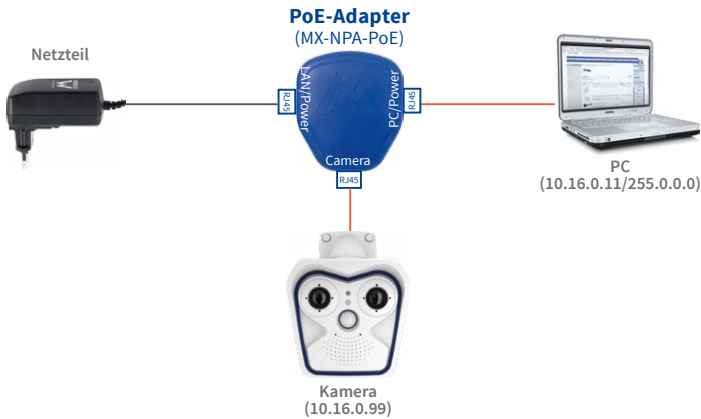 PoE-Adapter
(MX-NPA-PoE)
Netzteil
LAN/Power
PC/Power
RJ45
RJ45
Camera
RJ45
PC
(10.16.0.11/255.0.0.0)
Kamera
(10.16.0.99)